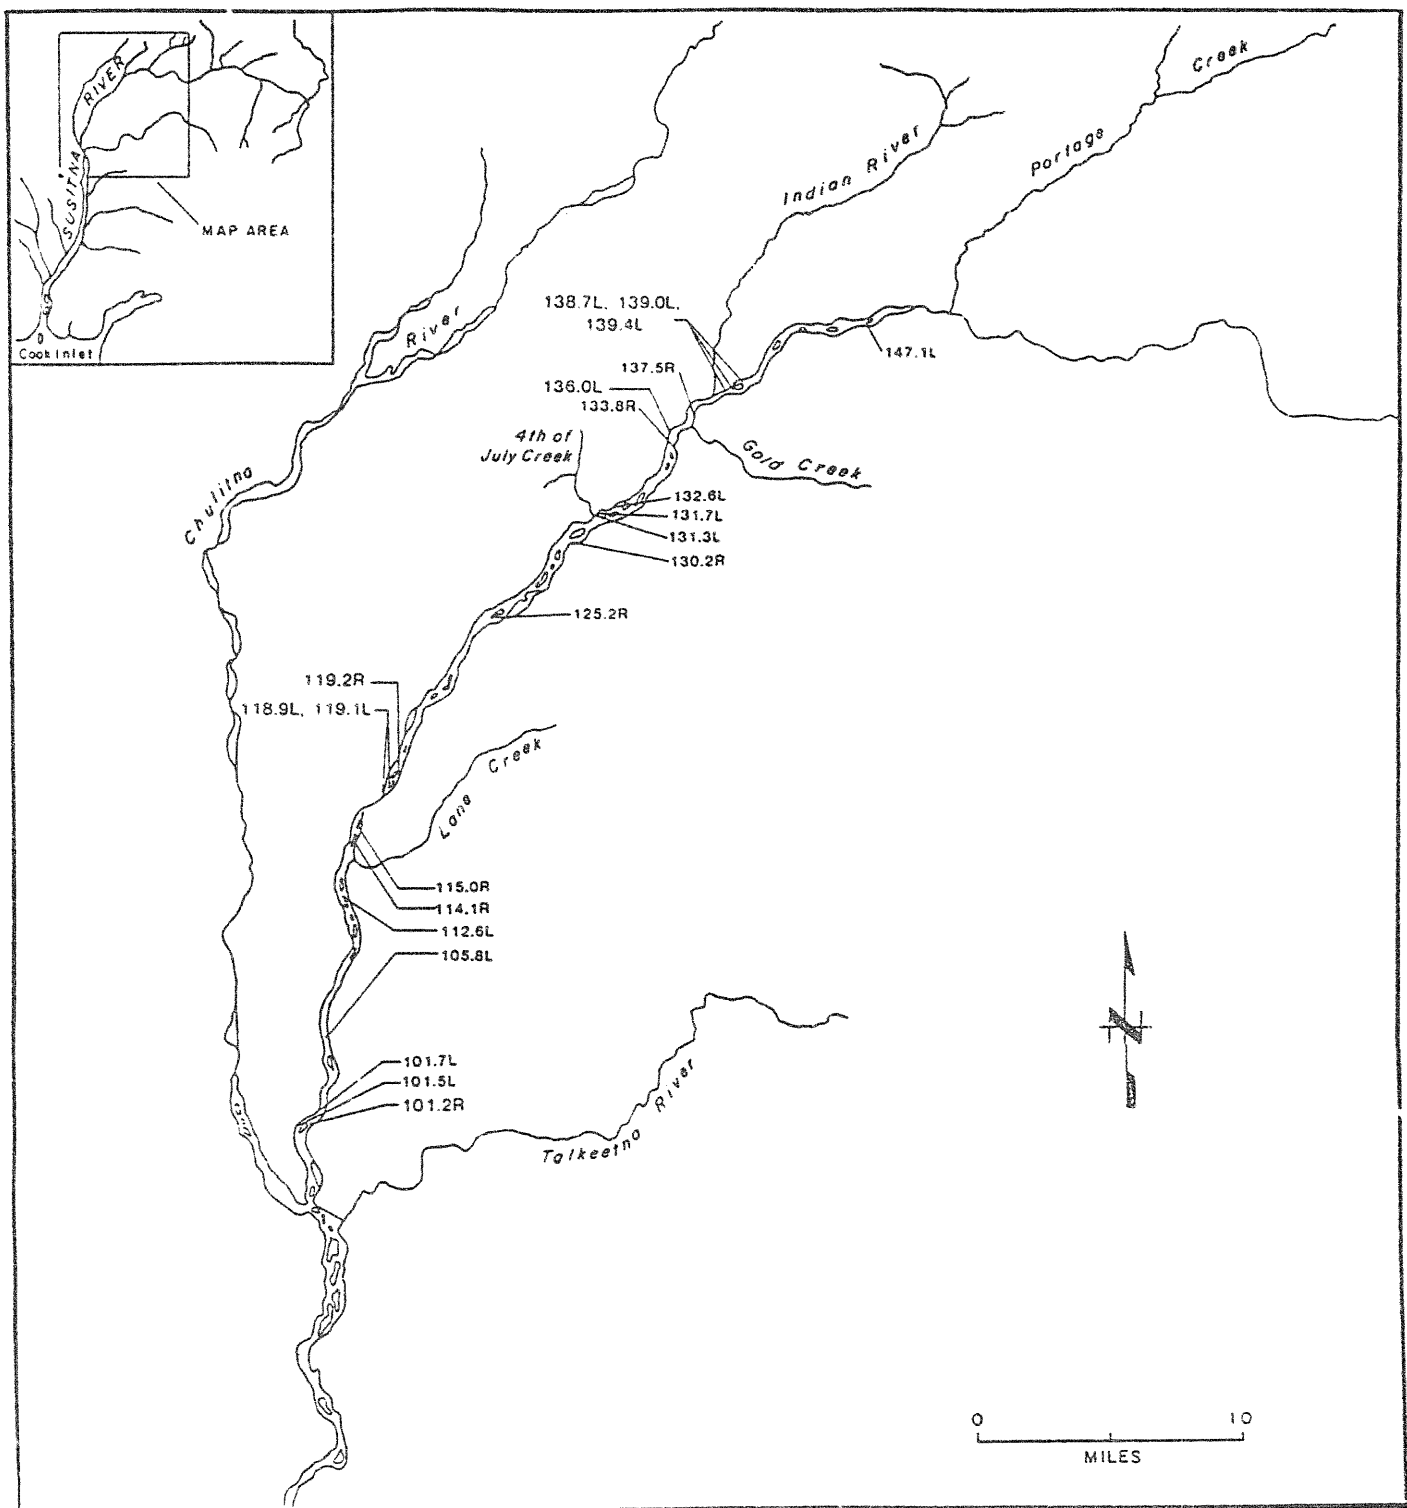 RIVER
SUSITNA
MAP AREA
Cook Inlet
Creek
Portage
Indian River
138.7L, 139.0L,
139.4L
River
147.1L
137.5R
136.0L
133.8R
4th of
July Creek
Gold Creek
Chulitna
132.6L
131.7L
131.3L
130.2R
125.2R
119.2R
118.9L, 119.1L
Creek
Lane
115.0R
114.1R
112.6L
105.8L
101.7L
101.5L
101.2R
River
Talkeetna
N
0 10
MILES